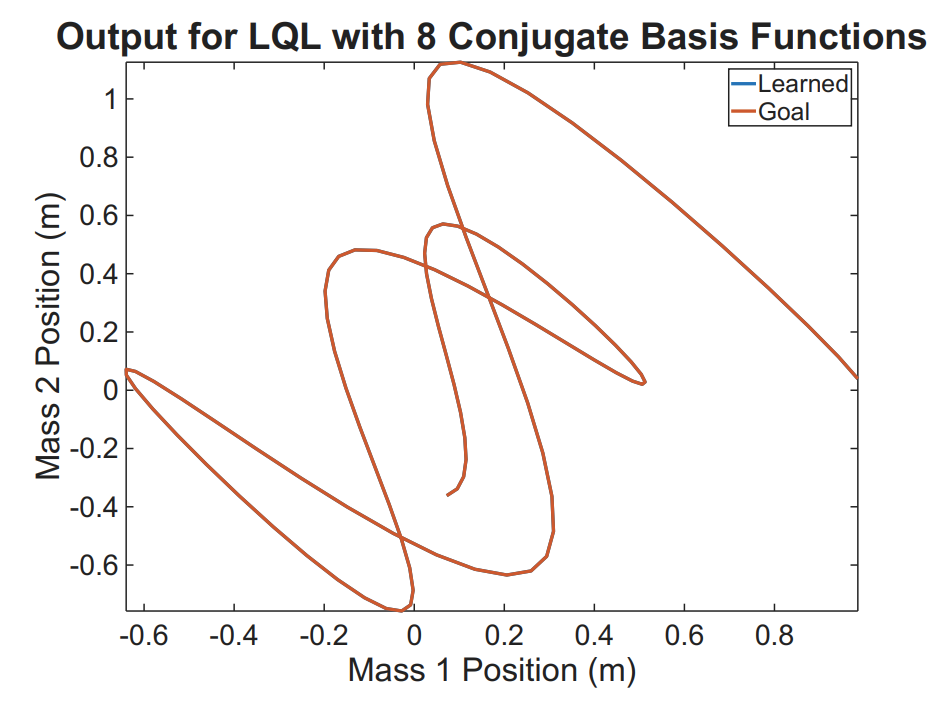 Output for LQL with 8 Conjugate Basis Functions
Learned
Goal
1
0.8
0.6
0.4
0.2
0
-0.2
-0.4
-0.6
Mass 2 Position (m)
-0.6 -0.4 -0.2 0 0.2 0.4 0.6 0.8
Mass 1 Position (m)